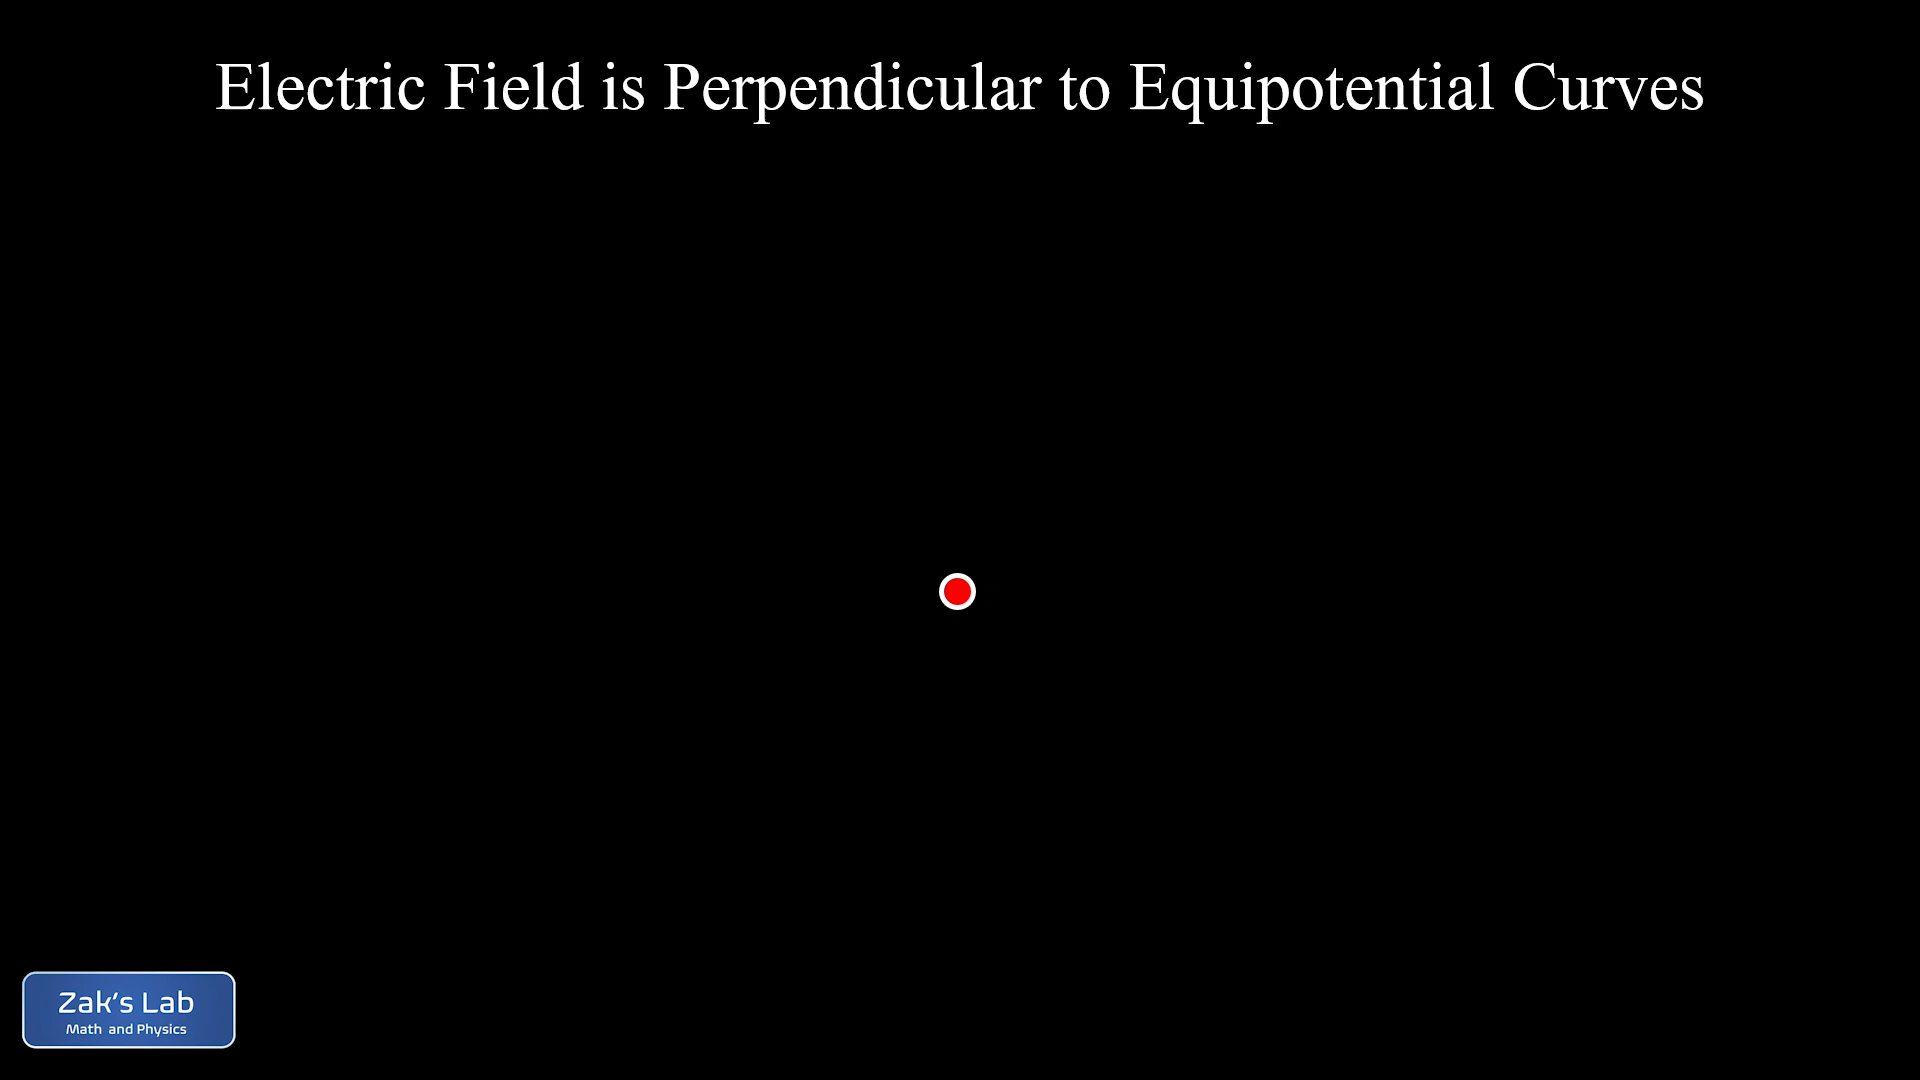 Electric Field is Perpendicular to Equipotential Curves
Zak's Lab
Math and Physics